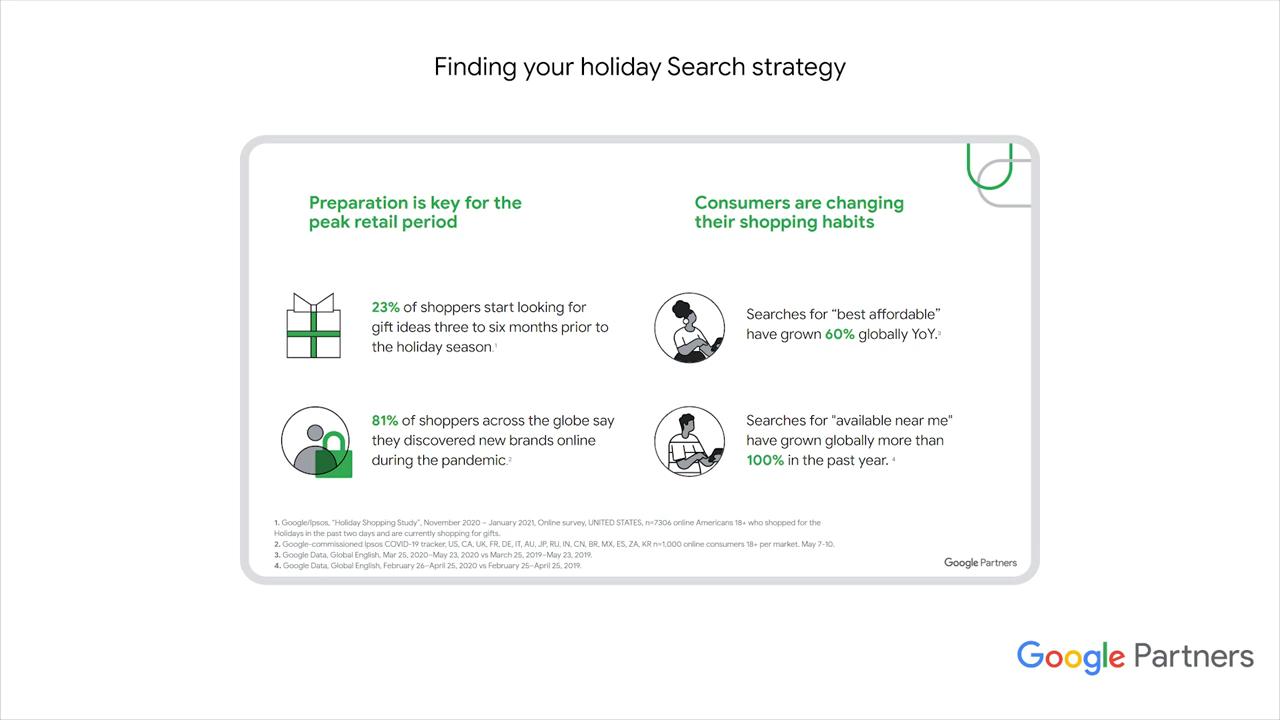 Finding your holiday Search strategy
Preparation is key for the
peak retail period
23% of shoppers start looking for
gift ideas three to six months prior to
the holiday season.1
81% of shoppers across the globe say
they discovered new brands online
during the pandemic.2
Consumers are changing
their shopping habits
Searches for “best affordable”
have grown 60% globally YoY.3
Searches for "available near me"
have grown globally more than
100% in the past year. 4
1. Google/Ipsos, “Holiday Shopping Study”, November 2020 – January 2021, Online survey, UNITED STATES, n=7306 online Americans 18+ who shopped for the
Holidays in the past two days and are currently shopping for gifts.
2. Google-commissioned Ipsos COVID-19 tracker, US, CA, UK, FR, DE, IT, AU, JP, RU, IN, CN, BR, MX, ES, ZA, KR n=1,000 online consumers 18+ per market. May 7-10.
3. Google Data, Global English, Mar 25, 2020–May 23, 2020 vs March 25, 2019–May 23, 2019.
4. Google Data, Global English, February 26–April 25, 2020 vs February 25–April 25, 2019.
Google Partners
Google Partners